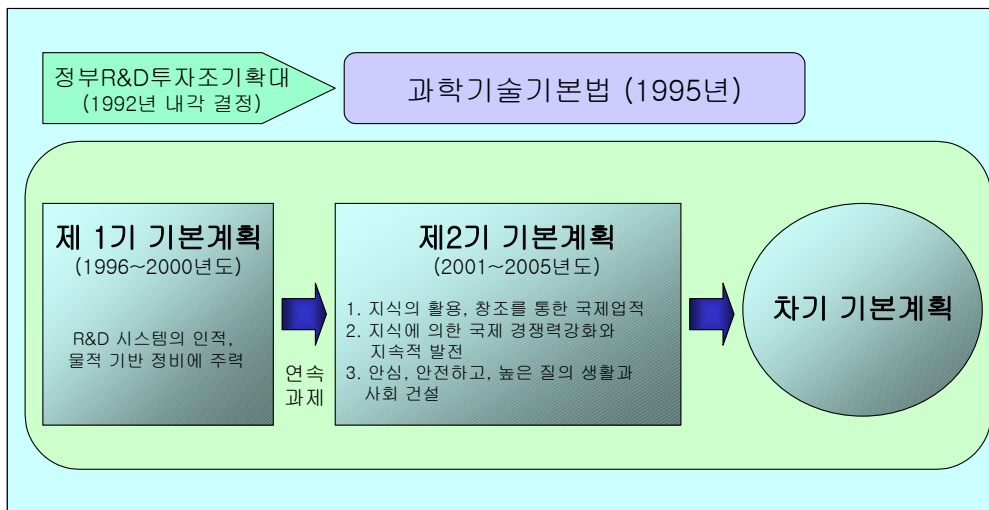 정부R&D투자조기확대
(1992년 내각 결정)
과학기술기본법 (1995년)
제 1기 기본계획
(1996~2000년도)
R&D 시스템의 인적,
물적 기반 정비에 주력
연속
과제
제2기 기본계획
(2001~2005년도)
1. 지식의 활용, 창조를 통한 국제업적
2. 지식에 의한 국제 경쟁력강화와
지속적 발전
3. 안심, 안전하고, 높은 질의 생활과
사회 건설
차기 기본계획